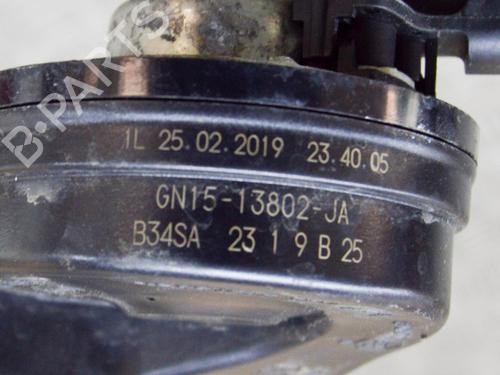 B-PARTS
1L 25.02.2019 23.40.05
GN15-13802-JA
B34SA 23 1 9 B 25